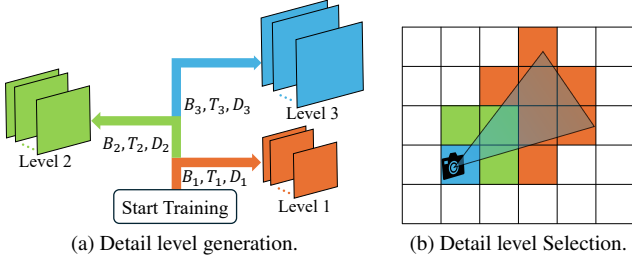 B₃, T₃, D₃
Level 3
Level 2
B₂, T₂, D₂
B₁, T₁, D₁
Start Training
Level 1
(a) Detail level generation.
(b) Detail level Selection.